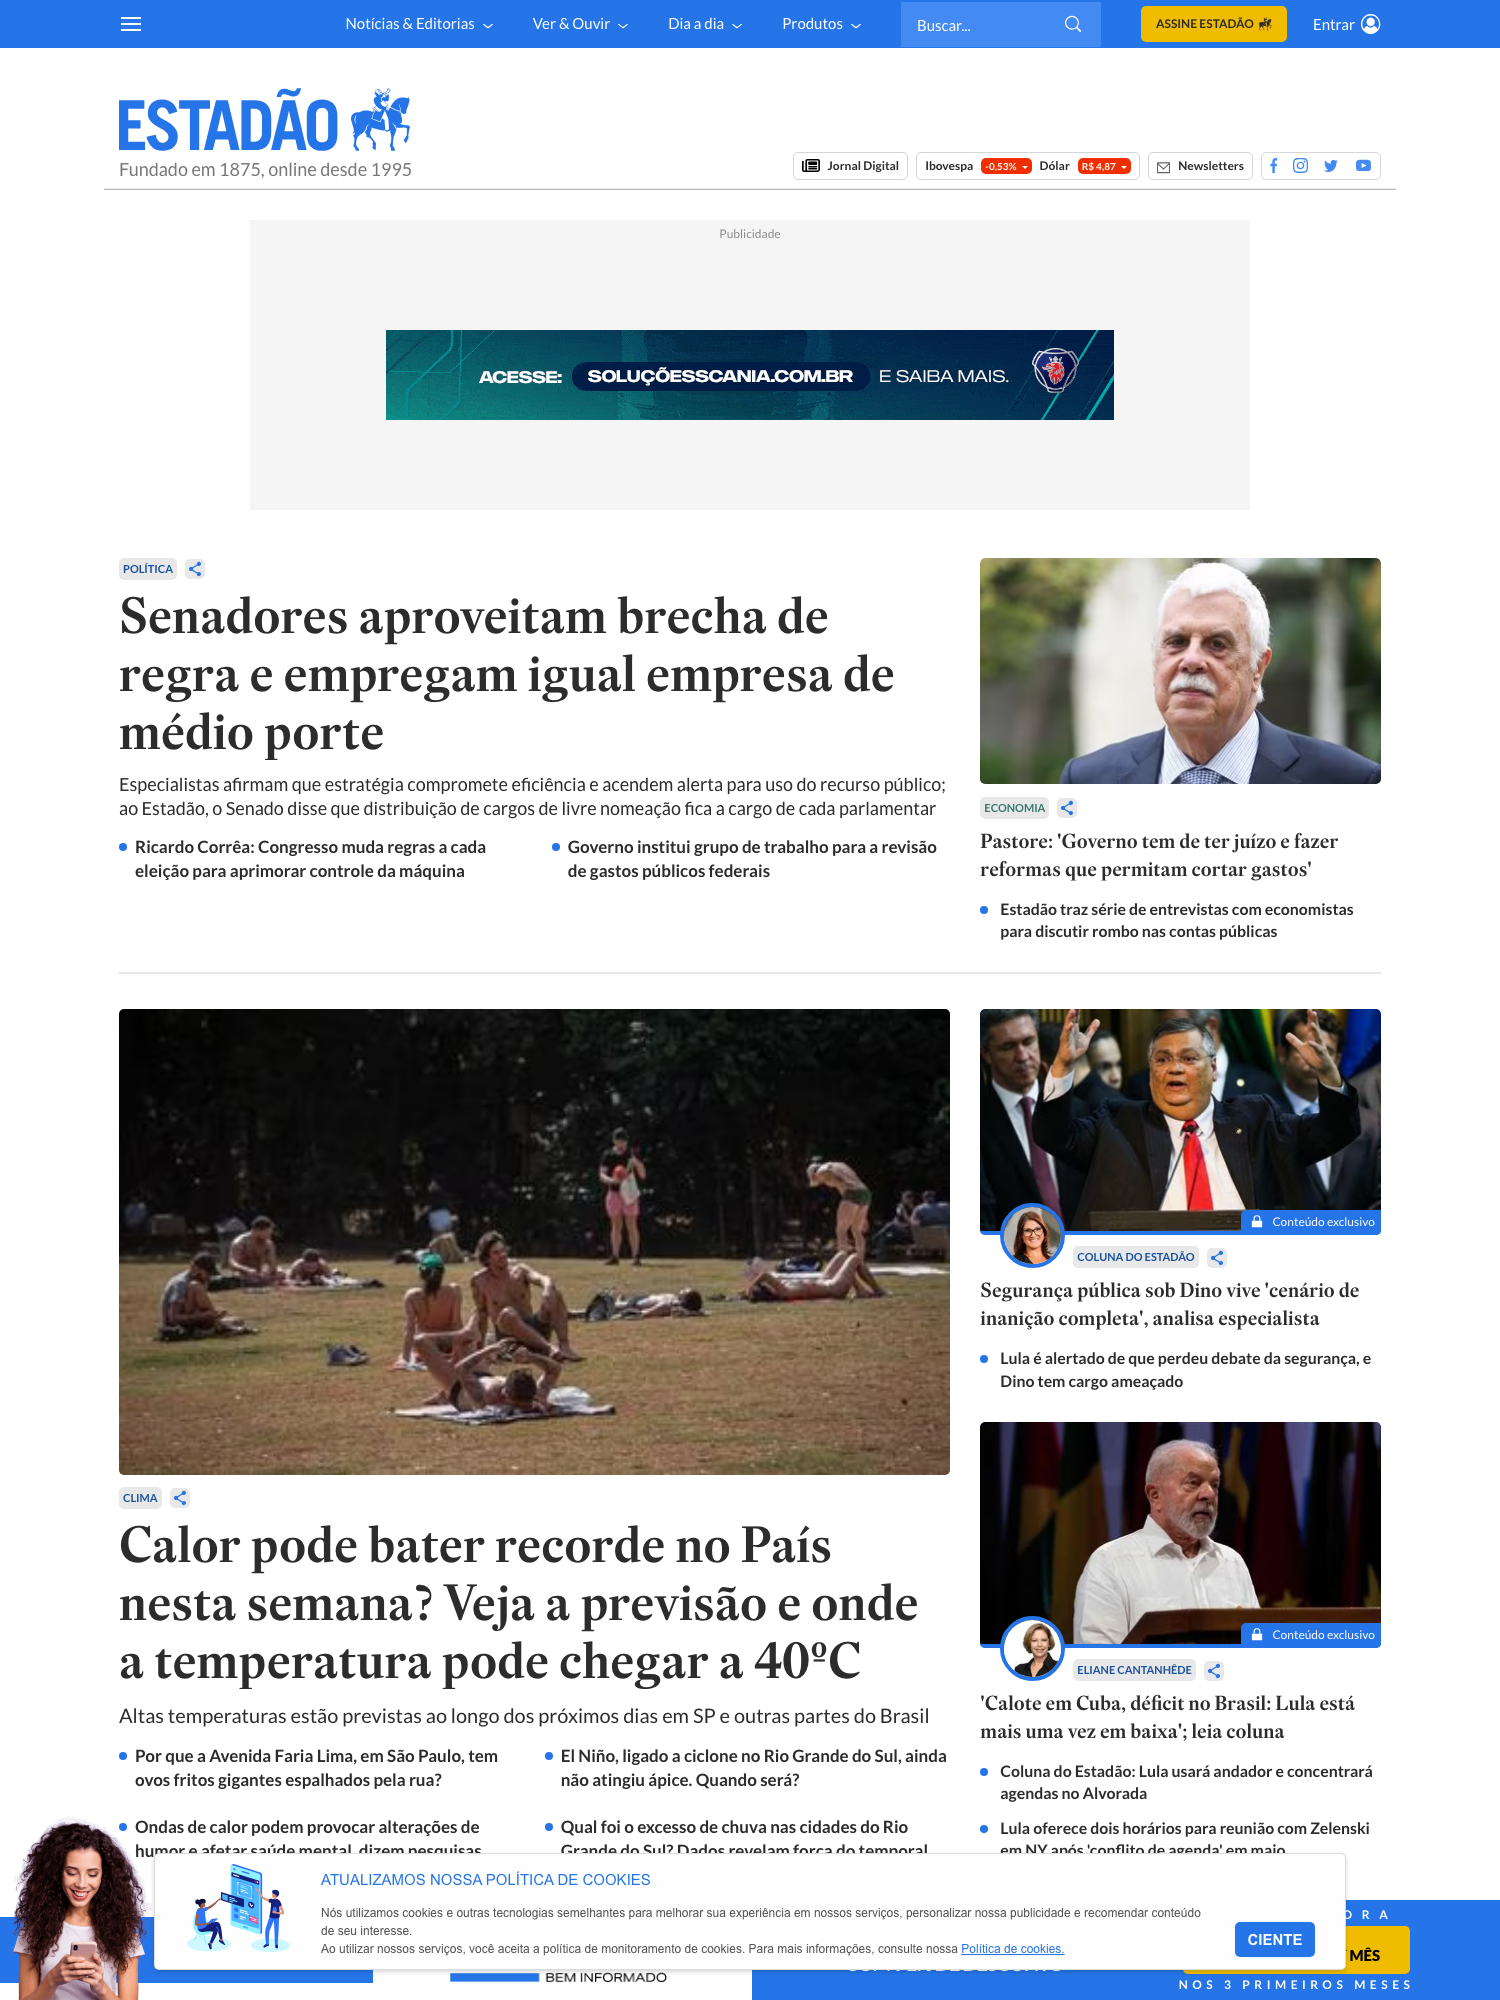 Notícias & Editorias
Ver & Ouvir
Dia a dia
Produtos
Buscar...
ASSINE ESTADÃO
Entrar
ESTADÃO
Fundado em 1875, online desde 1995
Jornal Digital
Ibovespa -0,53% Dólar R$ 4,87
Newsletters
Publicidade
ACESSE: SOLUÇÕESSCANIA.COM.BR E SAIBA MAIS.
POLÍTICA
Senadores aproveitam brecha de
regra e empregam igual empresa de
médio porte
Especialistas afirmam que estratégia compromete eficiência e acendem alerta para uso do recurso público;
ao Estadão, o Senado disse que distribuição de cargos de livre nomeação fica a cargo de cada parlamentar
Ricardo Corrêa: Congresso muda regras a cada
eleição para aprimorar controle da máquina
Governo institui grupo de trabalho para a revisão
de gastos públicos federais
ECONOMIA
Pastore: 'Governo tem de ter juízo e fazer
reformas que permitam cortar gastos'
Estadão traz série de entrevistas com economistas
para discutir rombo nas contas públicas
CLIMA
Calor pode bater recorde no País
nesta semana? Veja a previsão e onde
a temperatura pode chegar a 40ºC
Altas temperaturas estão previstas ao longo dos próximos dias em SP e outras partes do Brasil
Por que a Avenida Faria Lima, em São Paulo, tem
ovos fritos gigantes espalhados pela rua?
El Niño, ligado a ciclone no Rio Grande do Sul, ainda
não atingiu ápice. Quando será?
Ondas de calor podem provocar alterações de
humor e afetar saúde mental, dizem pesquisas
Qual foi o excesso de chuva nas cidades do Rio
Grande do Sul? Dados revelam força do temporal
Conteúdo exclusivo
COLUNA DO ESTADÃO
Segurança pública sob Dino vive 'cenário de
inanição completa', analisa especialista
Lula é alertado de que perdeu debate da segurança, e
Dino tem cargo ameaçado
Conteúdo exclusivo
ELIANE CANTANHÊDE
'Calote em Cuba, déficit no Brasil: Lula está
mais uma vez em baixa'; leia coluna
Coluna do Estadão: Lula usará andador e concentrará
agendas no Alvorada
Lula oferece dois horários para reunião com Zelenski
em NY após 'conflito de agenda' em maio
ATUALIZAMOS NOSSA POLÍTICA DE COOKIES
Nós utilizamos cookies e outras tecnologias semelhantes para melhorar sua experiência em nossos serviços, personalizar nossa publicidade e recomendar conteúdo
de seu interesse.
Ao utilizar nossos serviços, você aceita a política de monitoramento de cookies. Para mais informações, consulte nossa Política de cookies.
CIENTE
ORA
MÊS
BEM INFORMADO
NOS 3 PRIMEIROS MESES